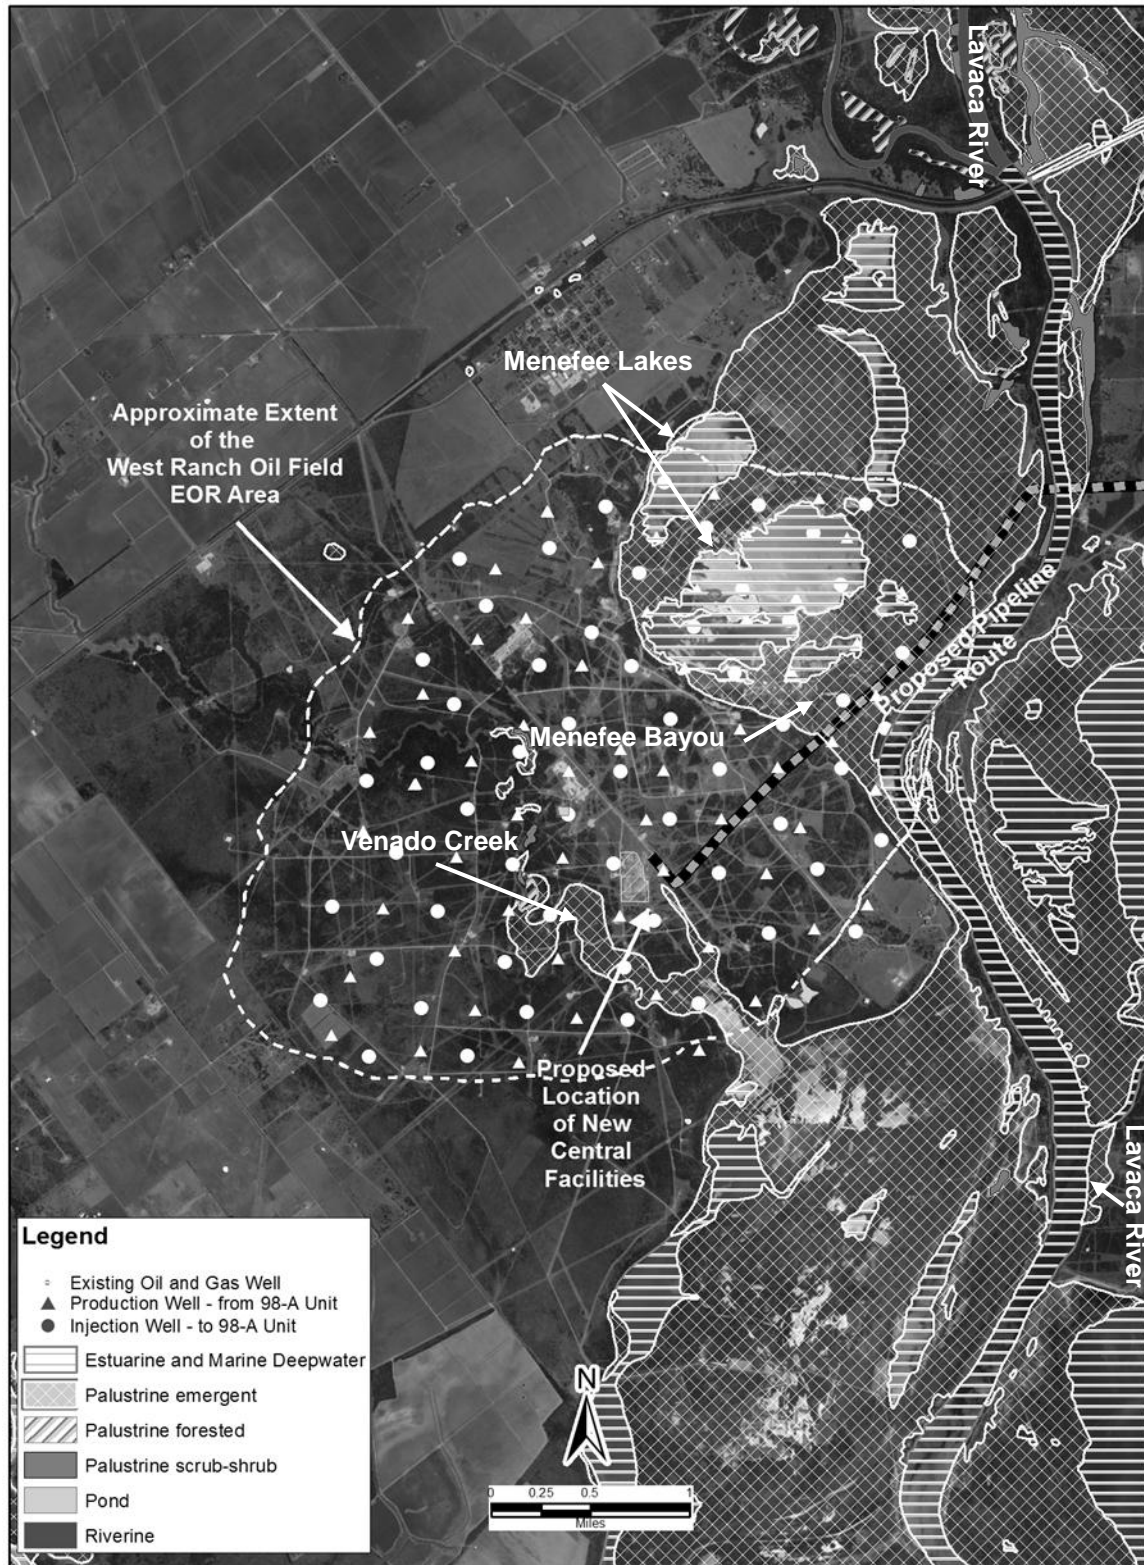 Lavaca River
Menefee Lakes
Approximate Extent
of the
West Ranch Oil Field
EOR Area
Proposed Pipeline
Route
Menefee Bayou
Venado Creek
Proposed
Location
of New
Central
Facilities
Lavaca River
Legend
Existing Oil and Gas Well
Production Well - from 98-A Unit
Injection Well - to 98-A Unit
Estuarine and Marine Deepwater
Palustrine emergent
Palustrine forested
Palustrine scrub-shrub
Pond
Riverine
N
0 0.25 0.5 1
Miles